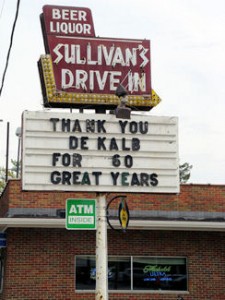 BEER
LIQUOR
SULLIVAN'S
DRIVE IN
THANK YOU
DE KALB
FOR 60
GREAT YEARS
ATM
INSIDE